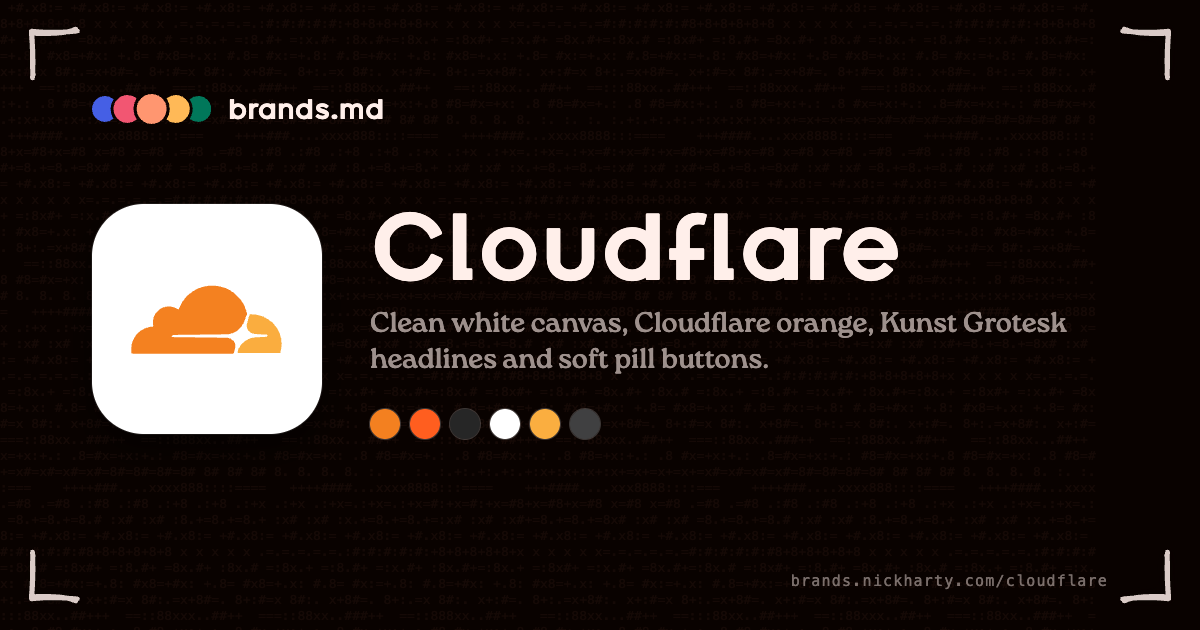 brands.md
Cloudflare
Clean white canvas, Cloudflare orange, Kunst Grotesk
headlines and soft pill buttons.
brands.nickharty.com/cloudflare